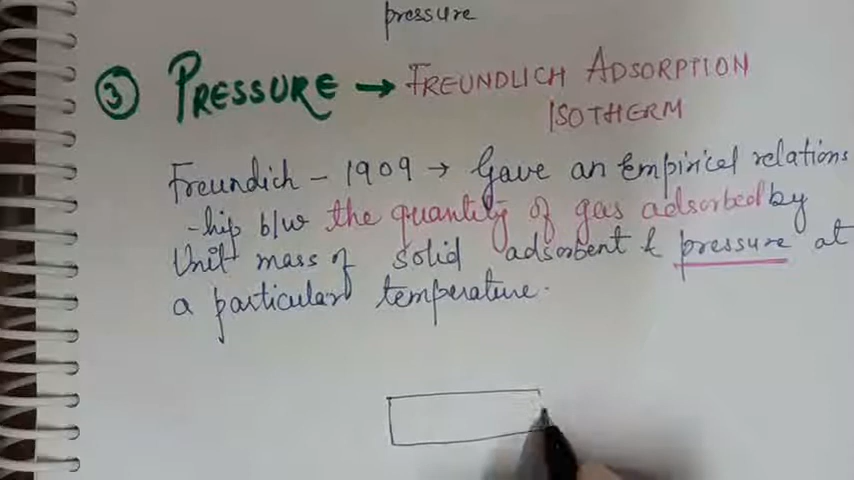 pressure
③ PRESSURE → FREUNDLICH ADSORPTION
ISOTHERM
Freundich - 1909 → Gave an Empirical relations
-hip b/w the quantity of gas adsorbed by
Unit mass of solid adsorbent & pressure at
a particular temperature.